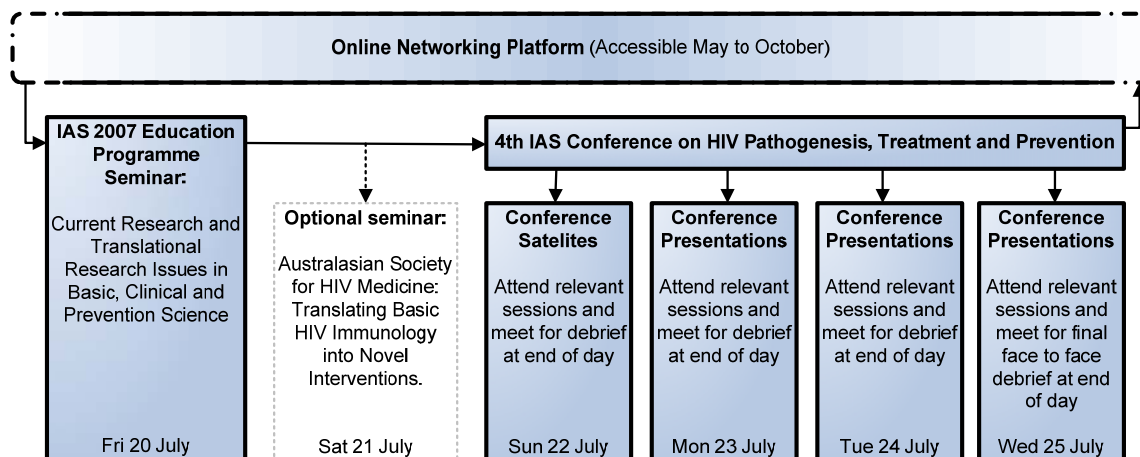 Online Networking Platform (Accessible May to October)
IAS 2007 Education
Programme
Seminar:
Current Research and
Translational
Research Issues in
Basic, Clinical and
Prevention Science
Fri 20 July
4th IAS Conference on HIV Pathogenesis, Treatment and Prevention
Optional seminar:
Australasian Society
for HIV Medicine:
Translating Basic
HIV Immunology
into Novel
Interventions.
Sat 21 July
Conference
Satelites
Attend relevant
sessions and
meet for debrief
at end of day
Sun 22 July
Conference
Presentations
Attend relevant
sessions and
meet for debrief
at end of day
Mon 23 July
Conference
Presentations
Attend relevant
sessions and
meet for debrief
at end of day
Tue 24 July
Conference
Presentations
Attend relevant
sessions and
meet for final
face to face
debrief at end
of day
Wed 25 July